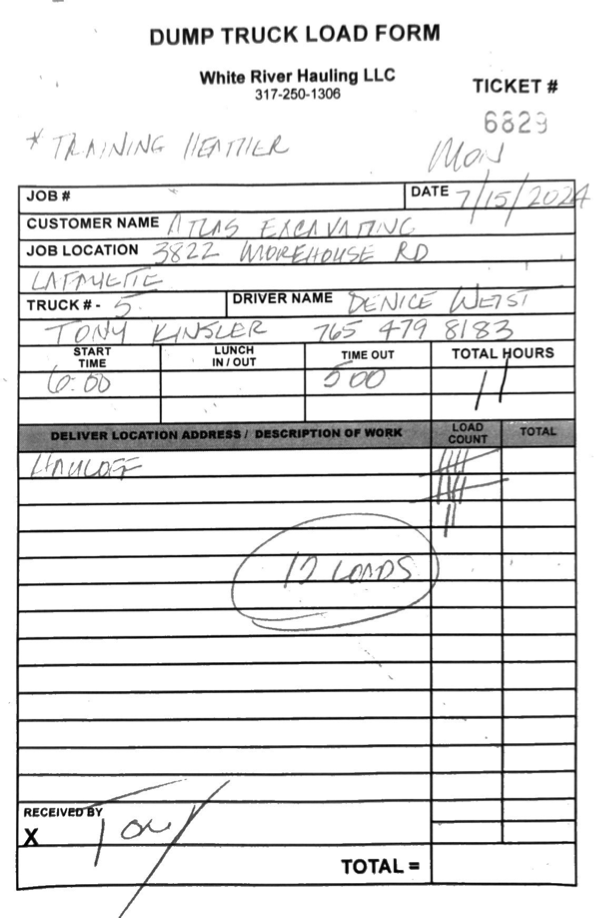 DUMP TRUCK LOAD FORM
White River Hauling LLC
317-250-1306
TICKET #
6829
* TRAINING HEATHER
MON
JOB #
DATE 7/15/2024
CUSTOMER NAME ATLAS EXCAVATING
JOB LOCATION 3822 MOREHOUSE RD
LAFAYETTE
TRUCK # - 5 DRIVER NAME DENICE WEIST
TONY KINSLER 765 479 8183
START TIME LUNCH IN / OUT TIME OUT TOTAL HOURS
6:00 500 11
DELIVER LOCATION ADDRESS / DESCRIPTION OF WORK LOAD COUNT TOTAL
HAULOFF
12 LOADS
RECEIVED BY
X Tony
TOTAL =